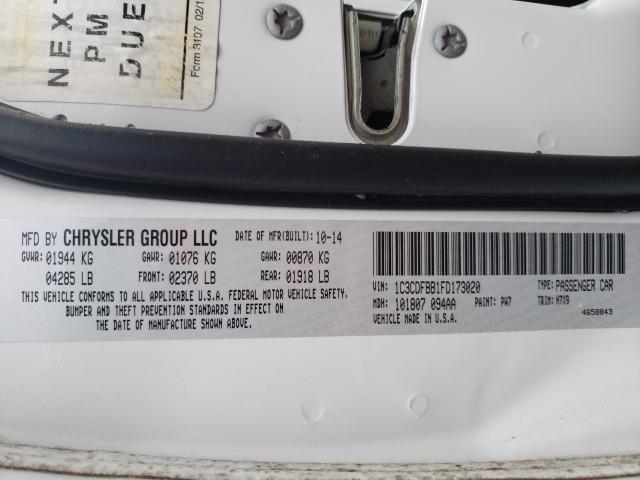 NEXT
PM
DUE
Form 3107 02/1
MFD BY CHRYSLER GROUP LLC DATE OF MFR(BUILT): 10-14
GVWR: 01944 KG GAWR: 01076 KG GAWR: 00870 KG
04285 LB FRONT: 02370 LB REAR: 01918 LB
THIS VEHICLE CONFORMS TO ALL APPLICABLE U.S.A. FEDERAL MOTOR VEHICLE SAFETY,
BUMPER AND THEFT PREVENTION STANDARDS IN EFFECT ON
THE DATE OF MANUFACTURE SHOWN ABOVE.
VIN: 1C3CDFBB1FD173020 TYPE: PASSENGER CAR
MDH: 101807 094AA PAINT: PW7 TRIM: H7X9
VEHICLE MADE IN U.S.A. 4650843